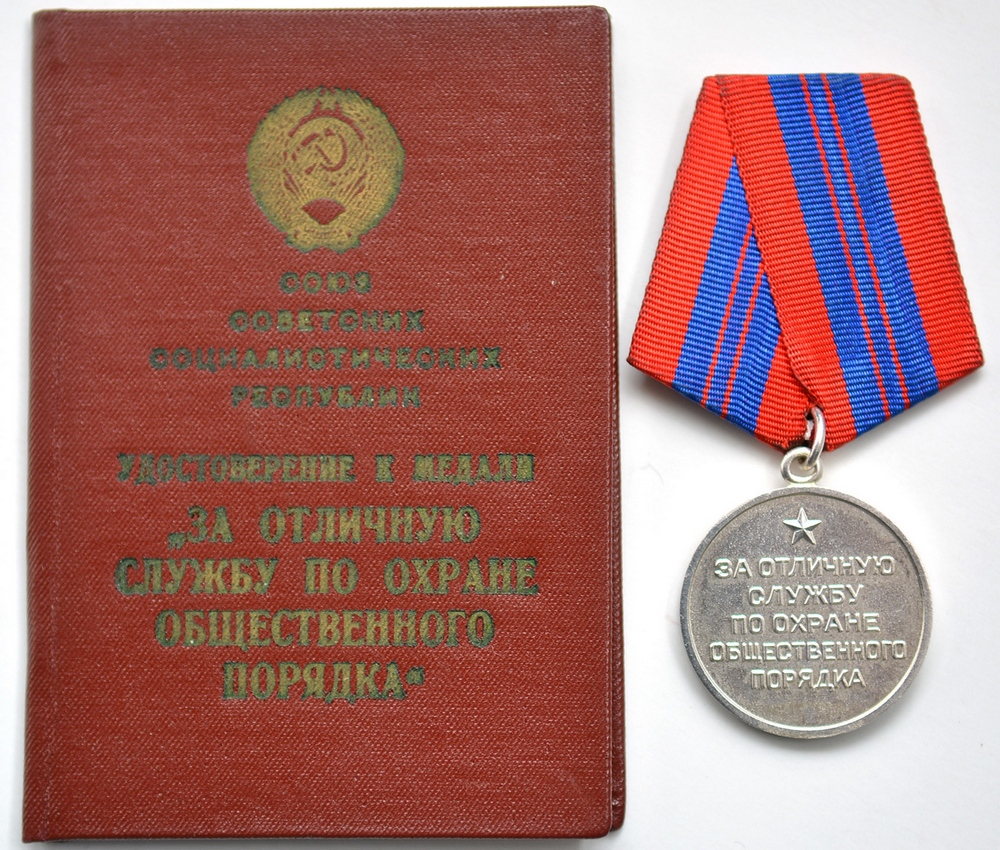 СОЮЗ
СОВЕТСКИХ
СОЦИАЛИСТИЧЕСКИХ
РЕСПУБЛИК
УДОСТОВЕРЕНИЕ К МЕДАЛИ
„ЗА ОТЛИЧНУЮ
СЛУЖБУ ПО ОХРАНЕ
ОБЩЕСТВЕННОГО
ПОРЯДКА“
ЗА ОТЛИЧНУЮ
СЛУЖБУ
ПО ОХРАНЕ
ОБЩЕСТВЕННОГО
ПОРЯДКА